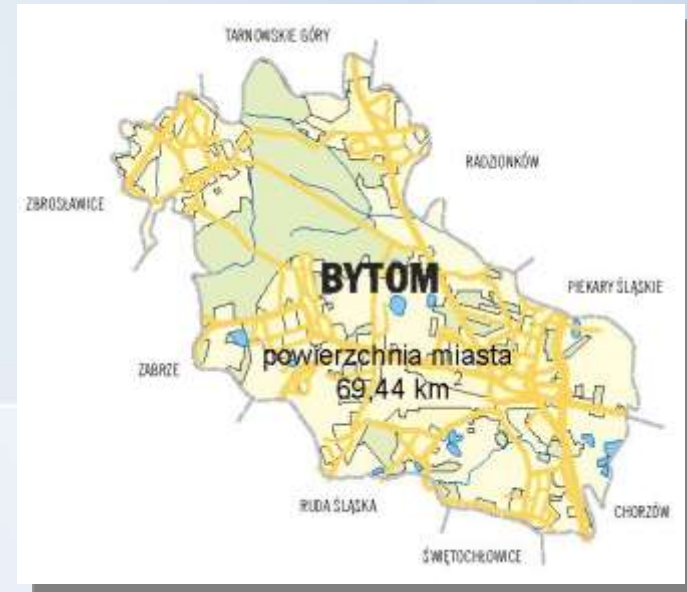 TARNOWSKIE GÓRY
RADZIONKÓW
ZBROSŁAWICE
BYTOM
PIEKARY ŚLĄSKIE
powierzchnia miasta
ZABRZE
69,44 km2
RUDA ŚLĄSKA
CHORZÓW
ŚWIĘTOCHŁOWICE